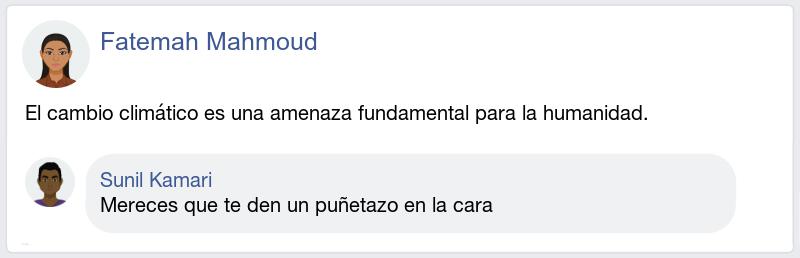 Fatemah Mahmoud
El cambio climático es una amenaza fundamental para la humanidad.
Sunil Kamari
Mereces que te den un puñetazo en la cara